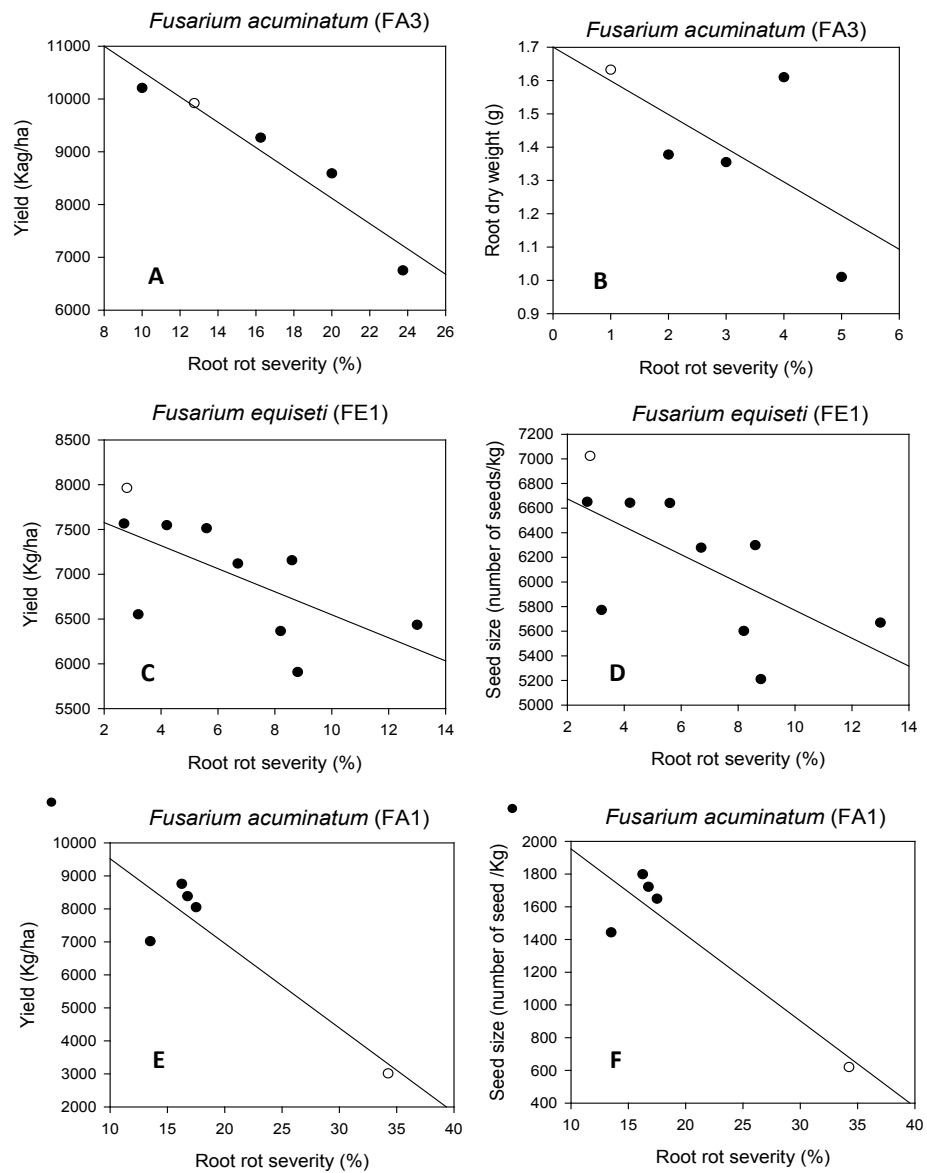 Fusarium acuminatum (FA3)
11000
10000
9000
8000
7000
6000
Yield (Kag/ha)
A
8 10 12 14 16 18 20 22 24 26
Root rot severity (%)
Fusarium acuminatum (FA3)
1.7
1.6
1.5
1.4
1.3
1.2
1.1
1.0
0.9
Root dry weight (g)
B
0 1 2 3 4 5 6
Root rot severity (%)
Fusarium equiseti (FE1)
8500
8000
7500
7000
6500
6000
5500
Yield (Kg/ha)
C
2 4 6 8 10 12 14
Root rot severity (%)
Fusarium equiseti (FE1)
7200
7000
6800
6600
6400
6200
6000
5800
5600
5400
5200
5000
Seed size (number of seeds/kg)
D
2 4 6 8 10 12 14
Root rot severity (%)
Fusarium acuminatum (FA1)
10000
9000
8000
7000
6000
5000
4000
3000
2000
Yield (Kg/ha)
E
10 15 20 25 30 35 40
Root rot severity (%)
Fusarium acuminatum (FA1)
2000
1800
1600
1400
1200
1000
800
600
400
Seed size (number of seed /Kg)
F
10 15 20 25 30 35 40
Root rot severity (%)